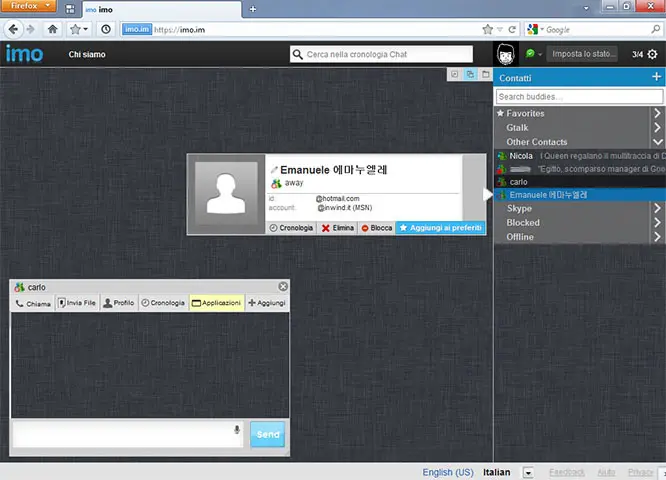 Firefox
imo imo
imo.im https://imo.im
Google
imo
Chi siamo
Cerca nella cronologia Chat
Imposta lo stato...
3/4
Contatti
Search buddies...
Favorites
Gtalk
Other Contacts
Nicola I Queen regalano il multitraccia di D
"Egitto, scomparso manager di Goo
carlo
Emanuele 에마누엘레
Skype
Blocked
Offline
Emanuele 에마누엘레
away
id @hotmail.com
account: @inwind.it (MSN)
Cronologia Elimina Blocca Aggiungi ai preferiti
carlo
Chiama Invia File Profilo Cronologia Applicazioni Aggiungi
Send
English (US) Italian Feedback Aiuto Privacy